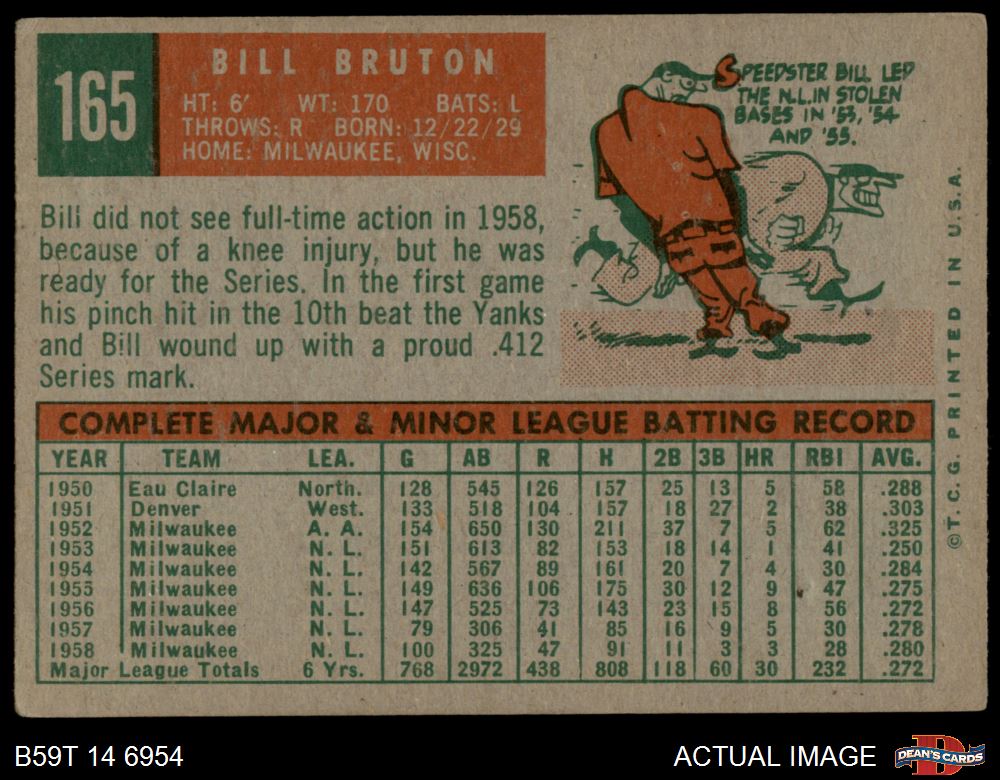 165
BILL BRUTON
HT: 6' WT: 170 BATS: L
THROWS: R BORN: 12/22/29
HOME: MILWAUKEE, WISC.
SPEEDSTER BILL LED
THE N.L. IN STOLEN
BASES IN '53, '54
AND '55.
Bill did not see full-time action in 1958,
because of a knee injury, but he was
ready for the Series. In the first game
his pinch hit in the 10th beat the Yanks
and Bill wound up with a proud .412
Series mark.
COMPLETE MAJOR & MINOR LEAGUE BATTING RECORD
YEAR TEAM LEA. G AB R H 2B 3B HR RBI AVG.
1950 Eau Claire North. 128 545 126 157 25 13 5 58 .288
1951 Denver West. 133 518 104 157 18 27 2 38 .303
1952 Milwaukee A. A. 154 650 130 211 37 7 5 62 .325
1953 Milwaukee N. L. 151 613 82 153 18 14 1 41 .250
1954 Milwaukee N. L. 142 567 89 161 20 7 4 30 .284
1955 Milwaukee N. L. 149 636 106 175 30 12 9 47 .275
1956 Milwaukee N. L. 147 525 73 143 23 15 8 56 .272
1957 Milwaukee N. L. 79 306 41 85 16 9 5 30 .278
1958 Milwaukee N. L. 100 325 47 91 11 3 3 28 .280
Major League Totals 6 Yrs. 768 2972 438 808 118 60 30 232 .272
©T. C. G. PRINTED IN U.S.A.
B59T 14 6954
ACTUAL IMAGE
DEAN'S CARDS